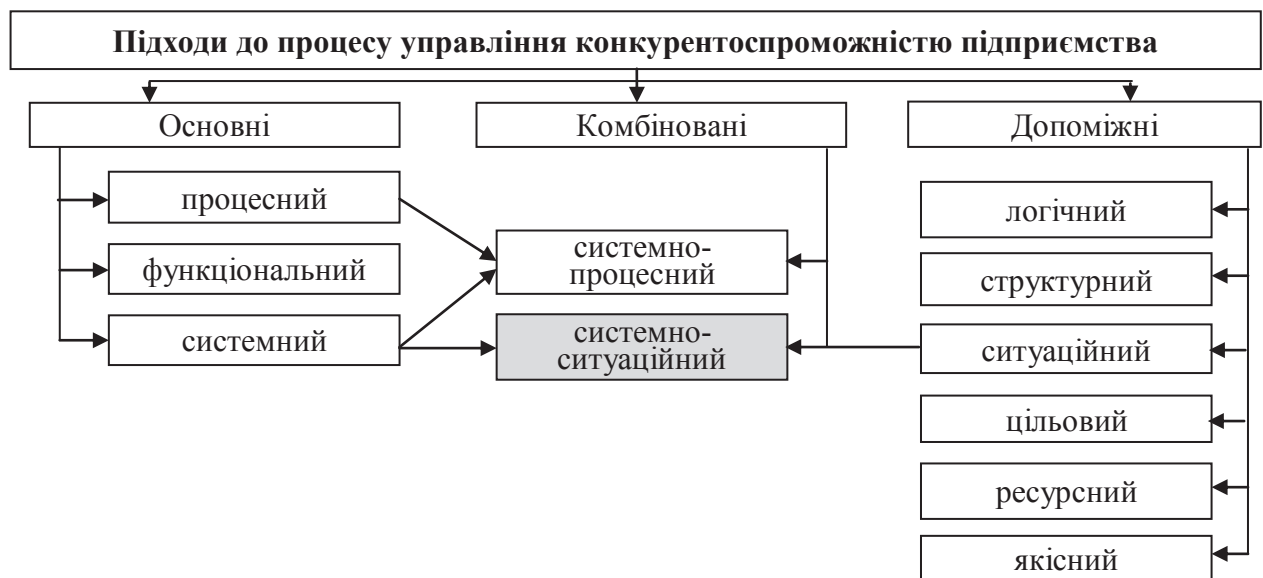 Підходи до процесу управління конкурентоспроможністю підприємства
Основні
Комбіновані
Допоміжні
процесний
функціональний
системний
системно-
процесний
системно-
ситуаційний
логічний
структурний
ситуаційний
цільовий
ресурсний
якісний